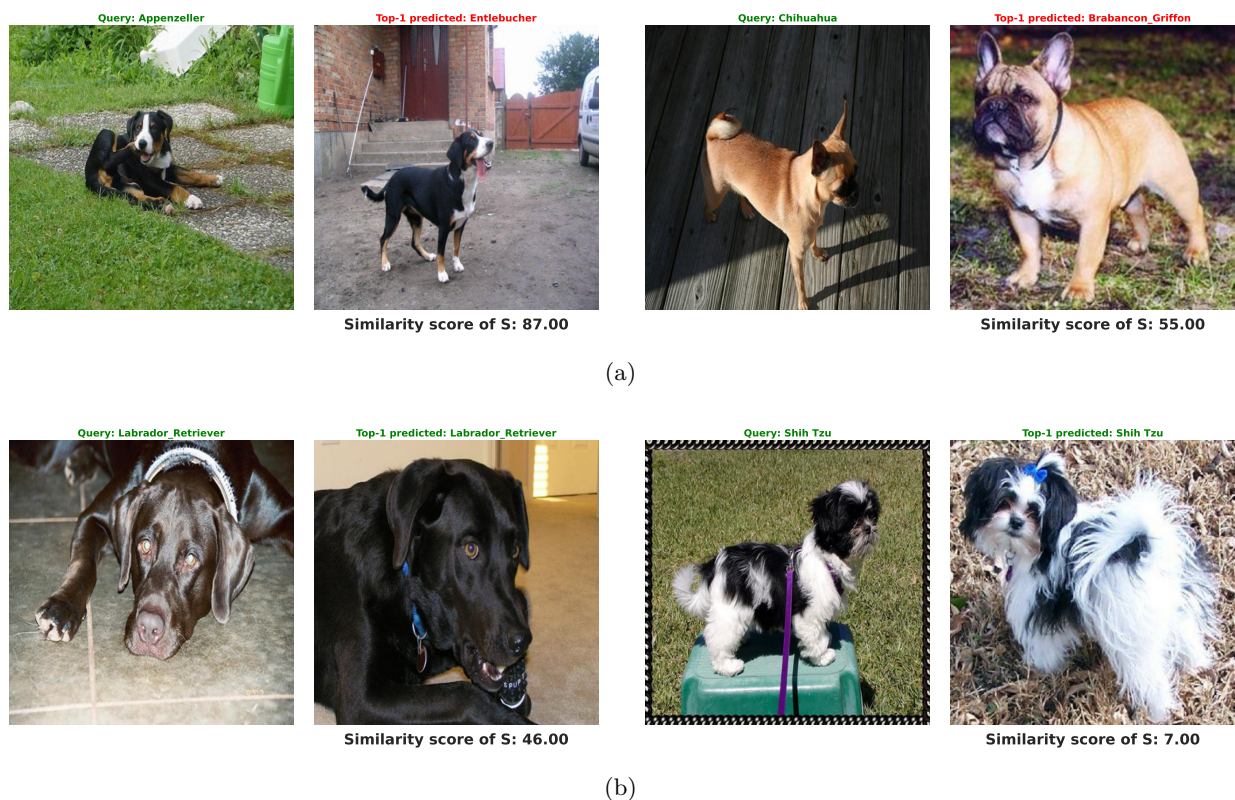 Query: Appenzeller
Top-1 predicted: Entlebucher
Query: Chihuahua
Top-1 predicted: Brabancon_Griffon
Similarity score of S: 87.00
Similarity score of S: 55.00
(a)
Query: Labrador_Retriever
Top-1 predicted: Labrador_Retriever
Query: Shih Tzu
Top-1 predicted: Shih Tzu
Similarity score of S: 46.00
Similarity score of S: 7.00
(b)